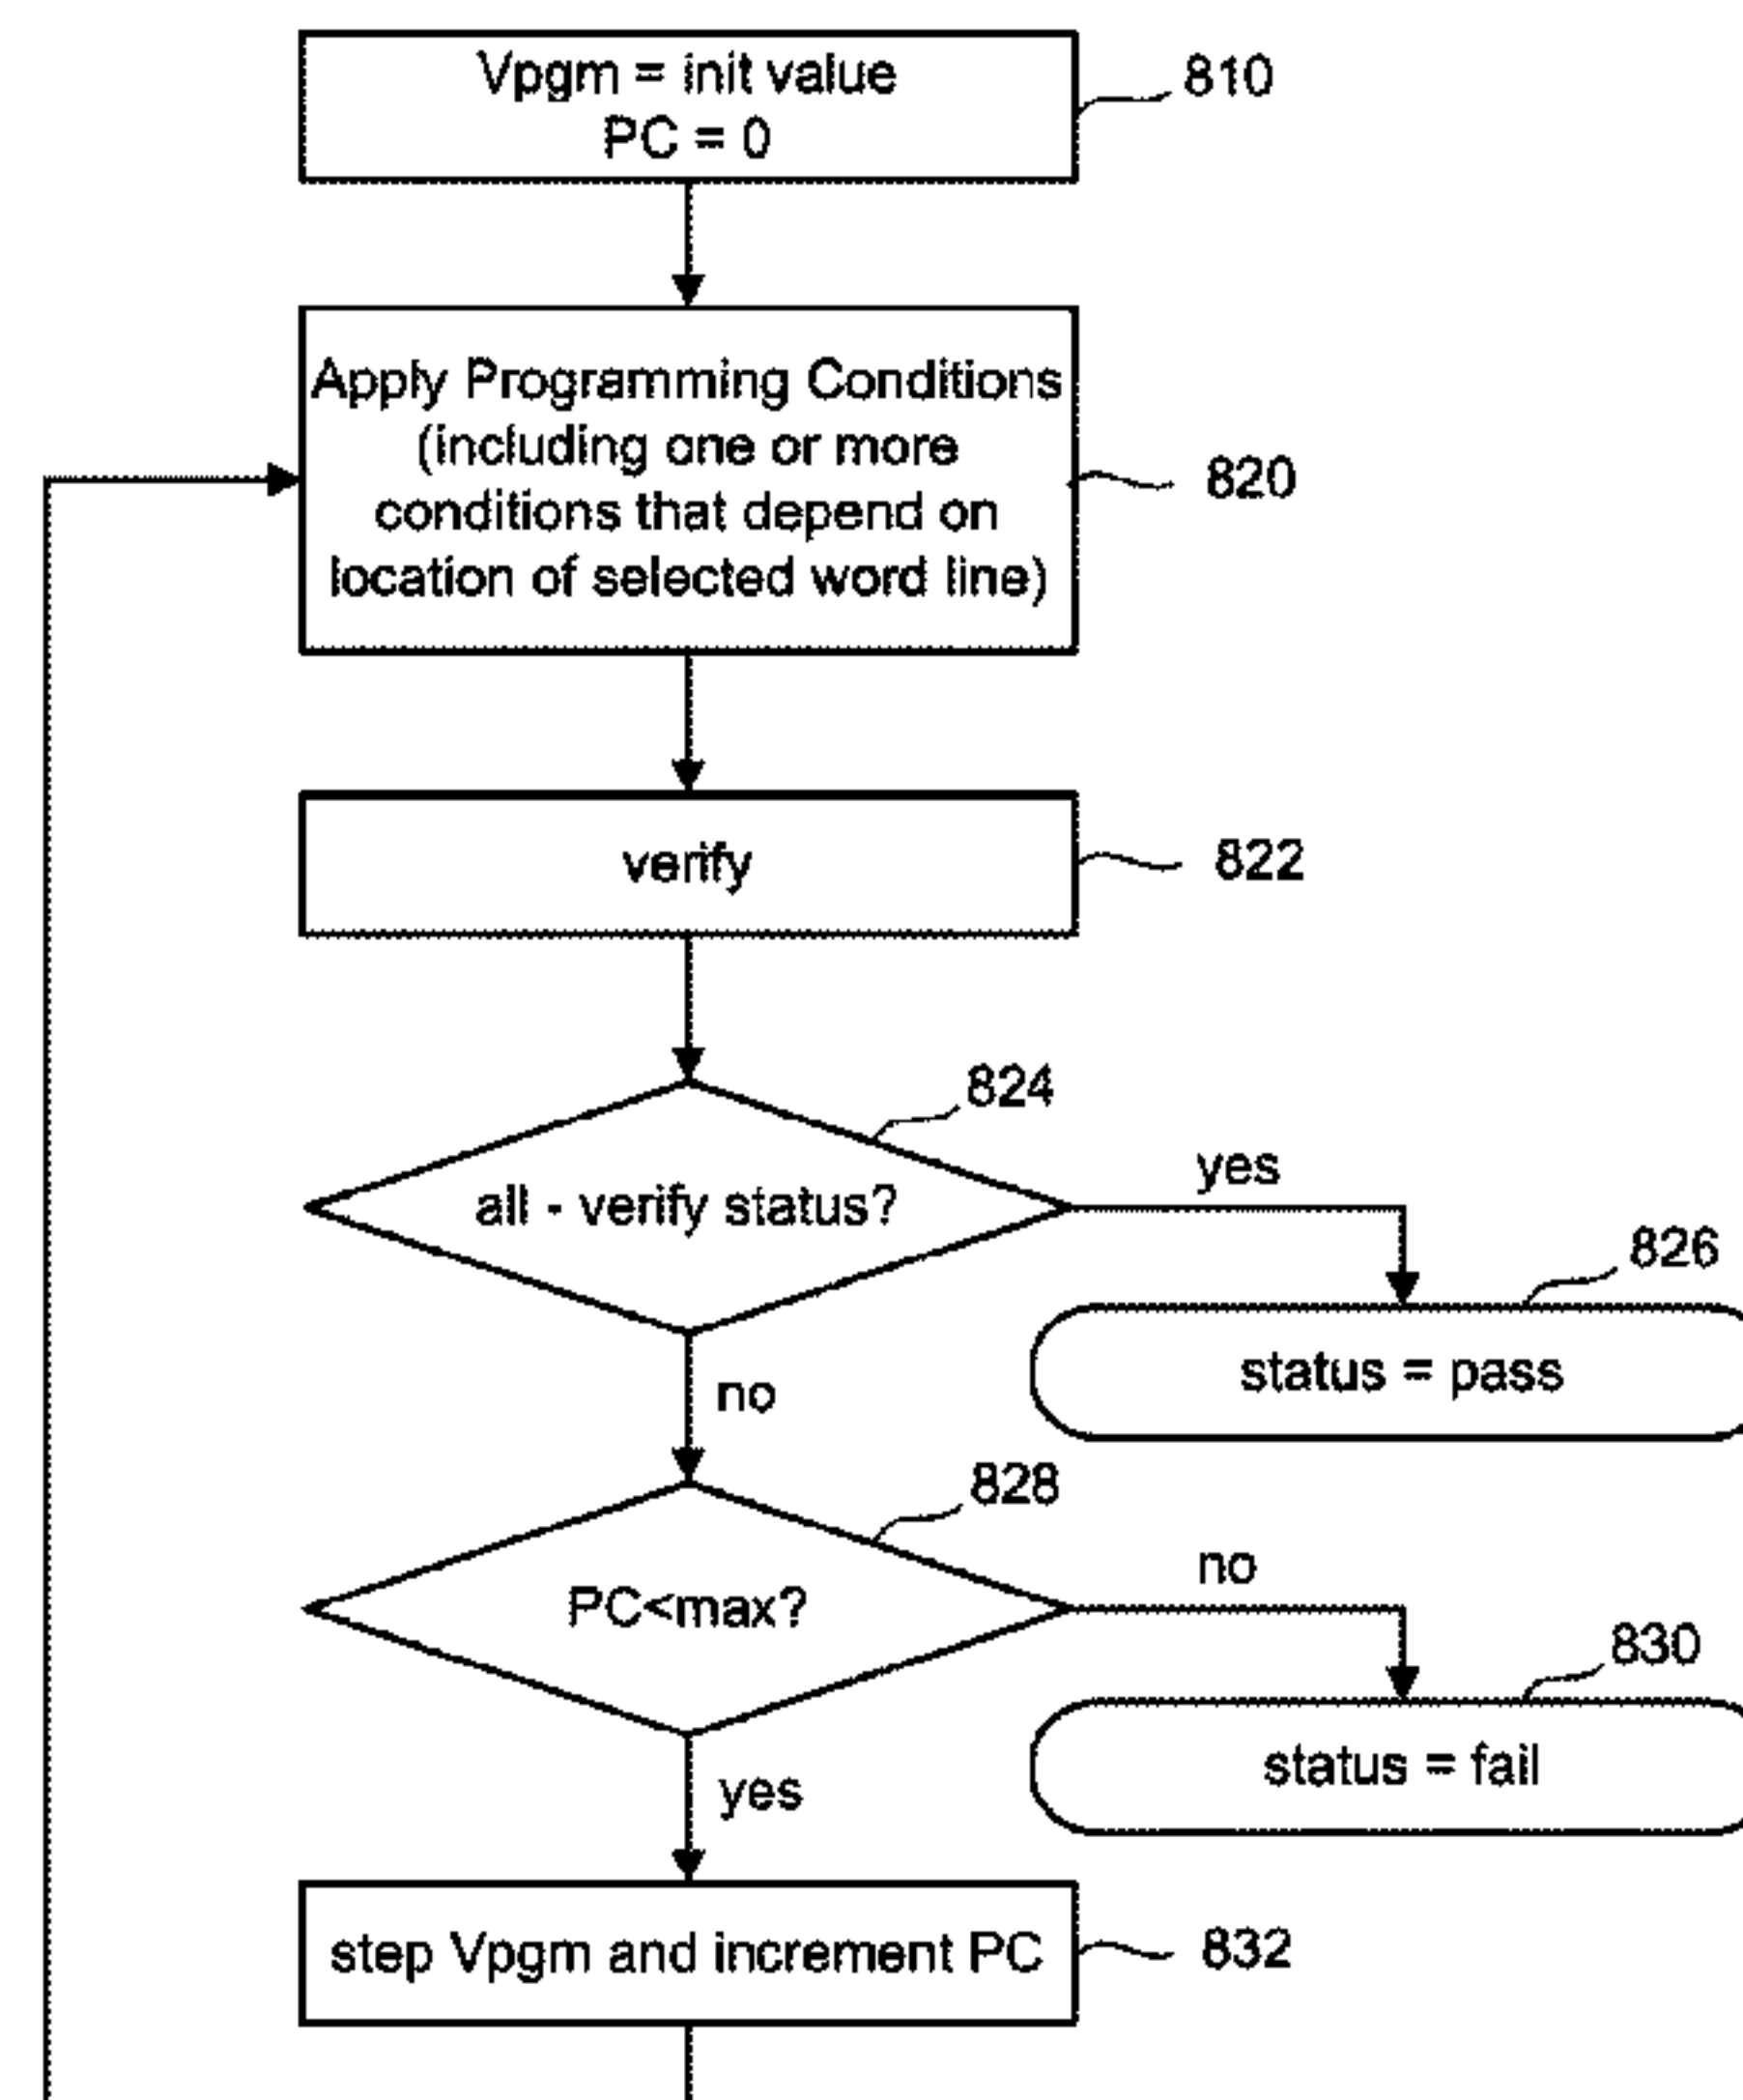 Vpgm = init value
PC = 0
810
Apply Programming Conditions
(including one or more
conditions that depend on
location of selected word line)
820
verify
822
824
all - verify status?
yes
826
status = pass
no
828
PC<max?
no
830
status = fail
yes
step Vpgm and increment PC
832